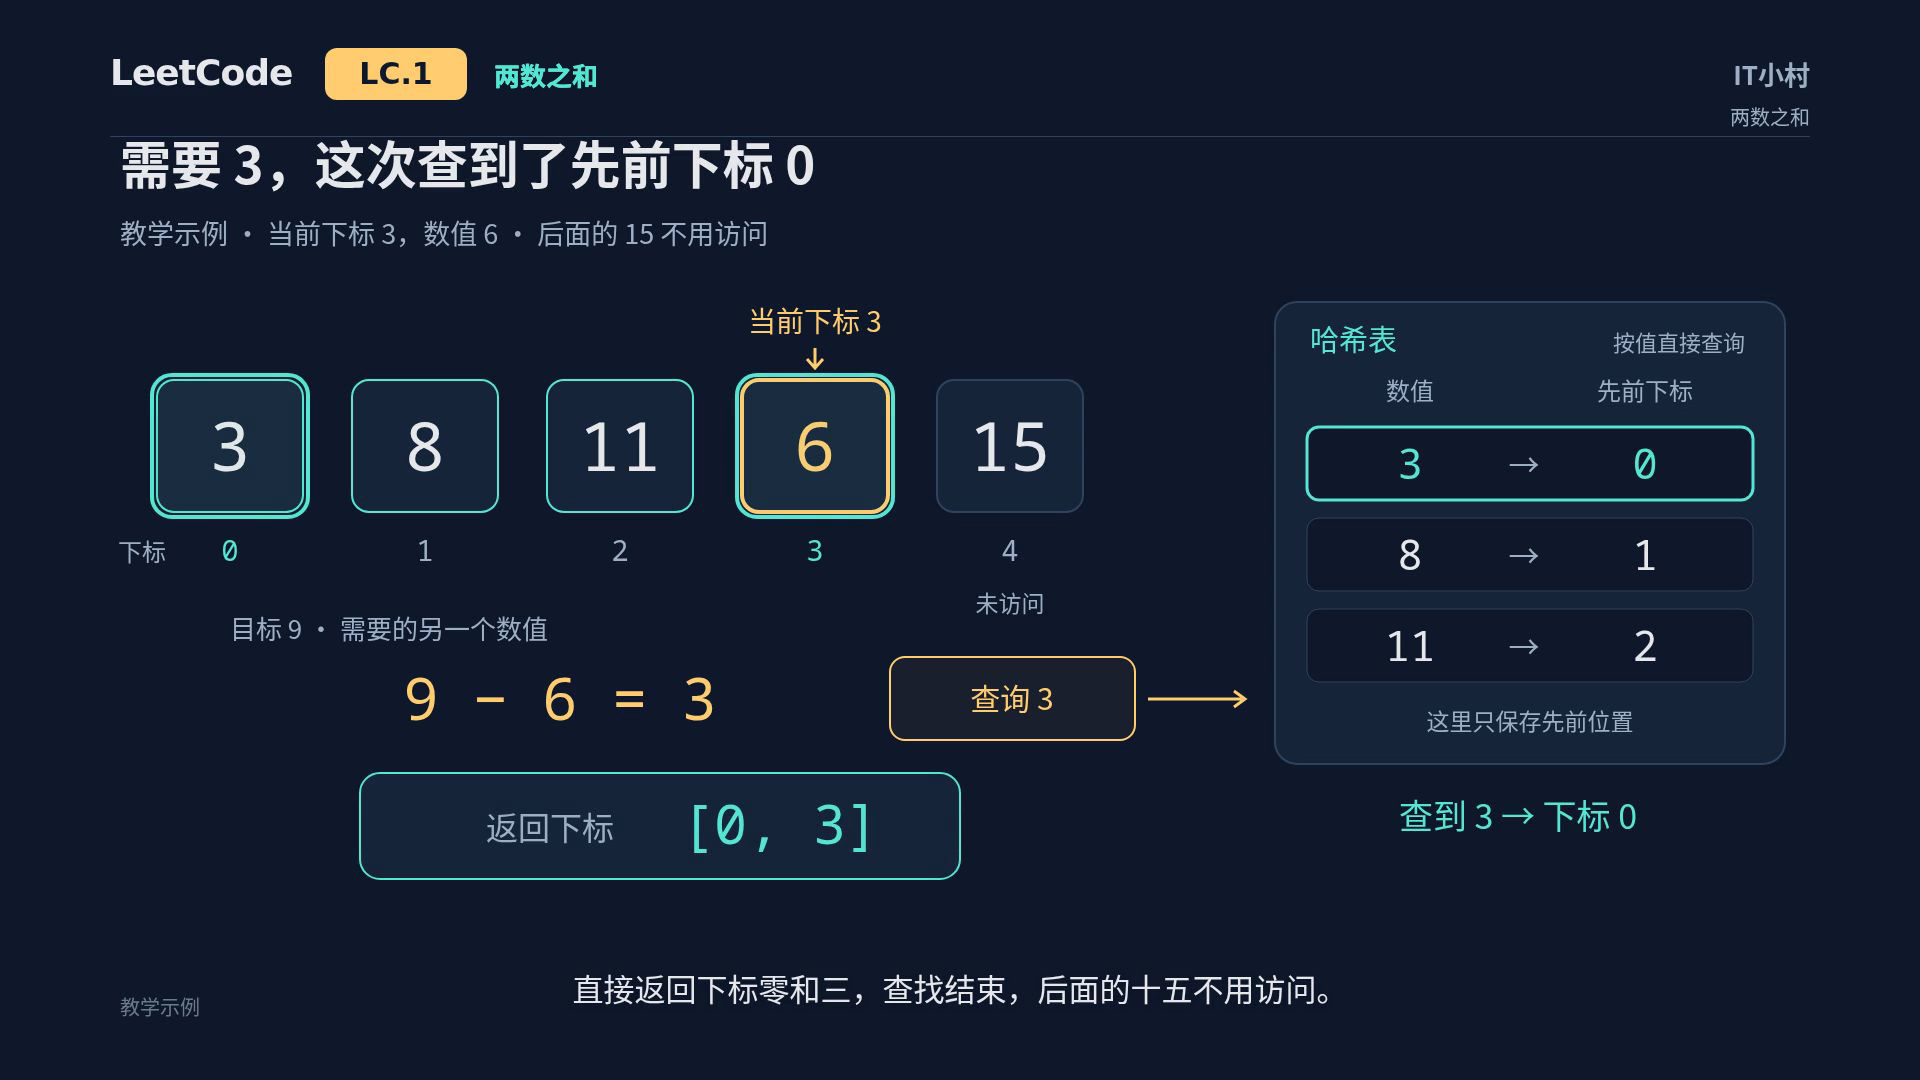 LeetCode LC.1 两数之和
IT小村
两数之和
需要 3，这次查到了先前下标 0
教学示例 · 当前下标 3，数值 6 · 后面的 15 不用访问
当前下标 3
3 8 11 6 15
下标 0 1 2 3 4
未访问
目标 9 · 需要的另一个数值
9 − 6 = 3
查询 3
返回下标 [0, 3]
哈希表 按值直接查询
数值 先前下标
3 → 0
8 → 1
11 → 2
这里只保存先前位置
查到 3 → 下标 0
直接返回下标零和三，查找结束，后面的十五不用访问。
教学示例